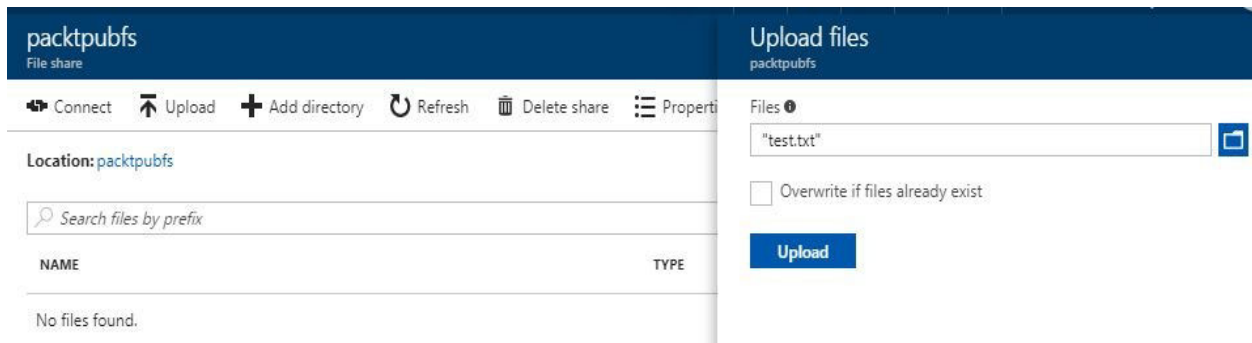 packtpubfs
File share
Connect Upload Add directory Refresh Delete share Properti
Location: packtpubfs
Search files by prefix
NAME TYPE
No files found.
Upload files
packtpubfs
Files
"test.txt"
Overwrite if files already exist
Upload